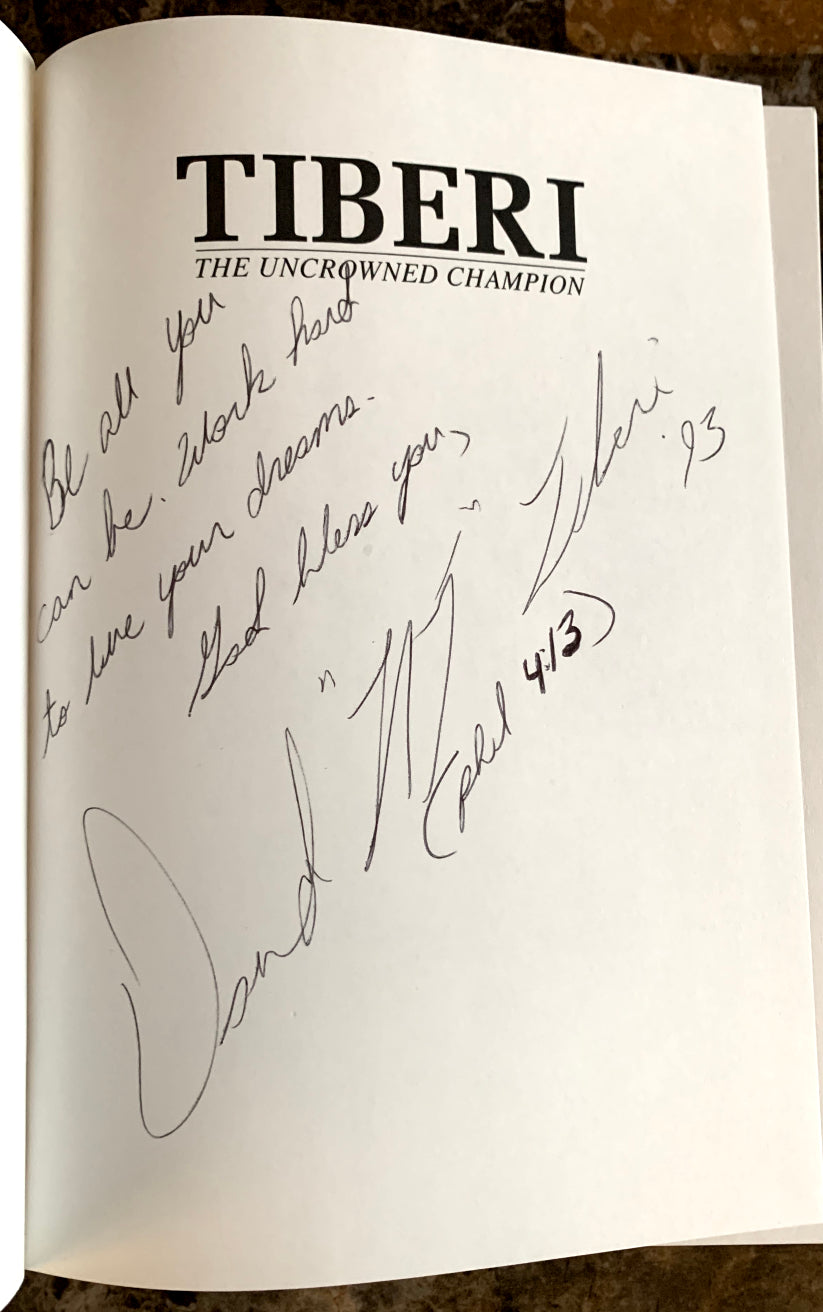 TIBERI
THE UNCROWNED CHAMPION
Be all you
can be. Work hard
to live your dreams.
God bless you,
David "TNT" Tiberi '93
(Phil 4:13)